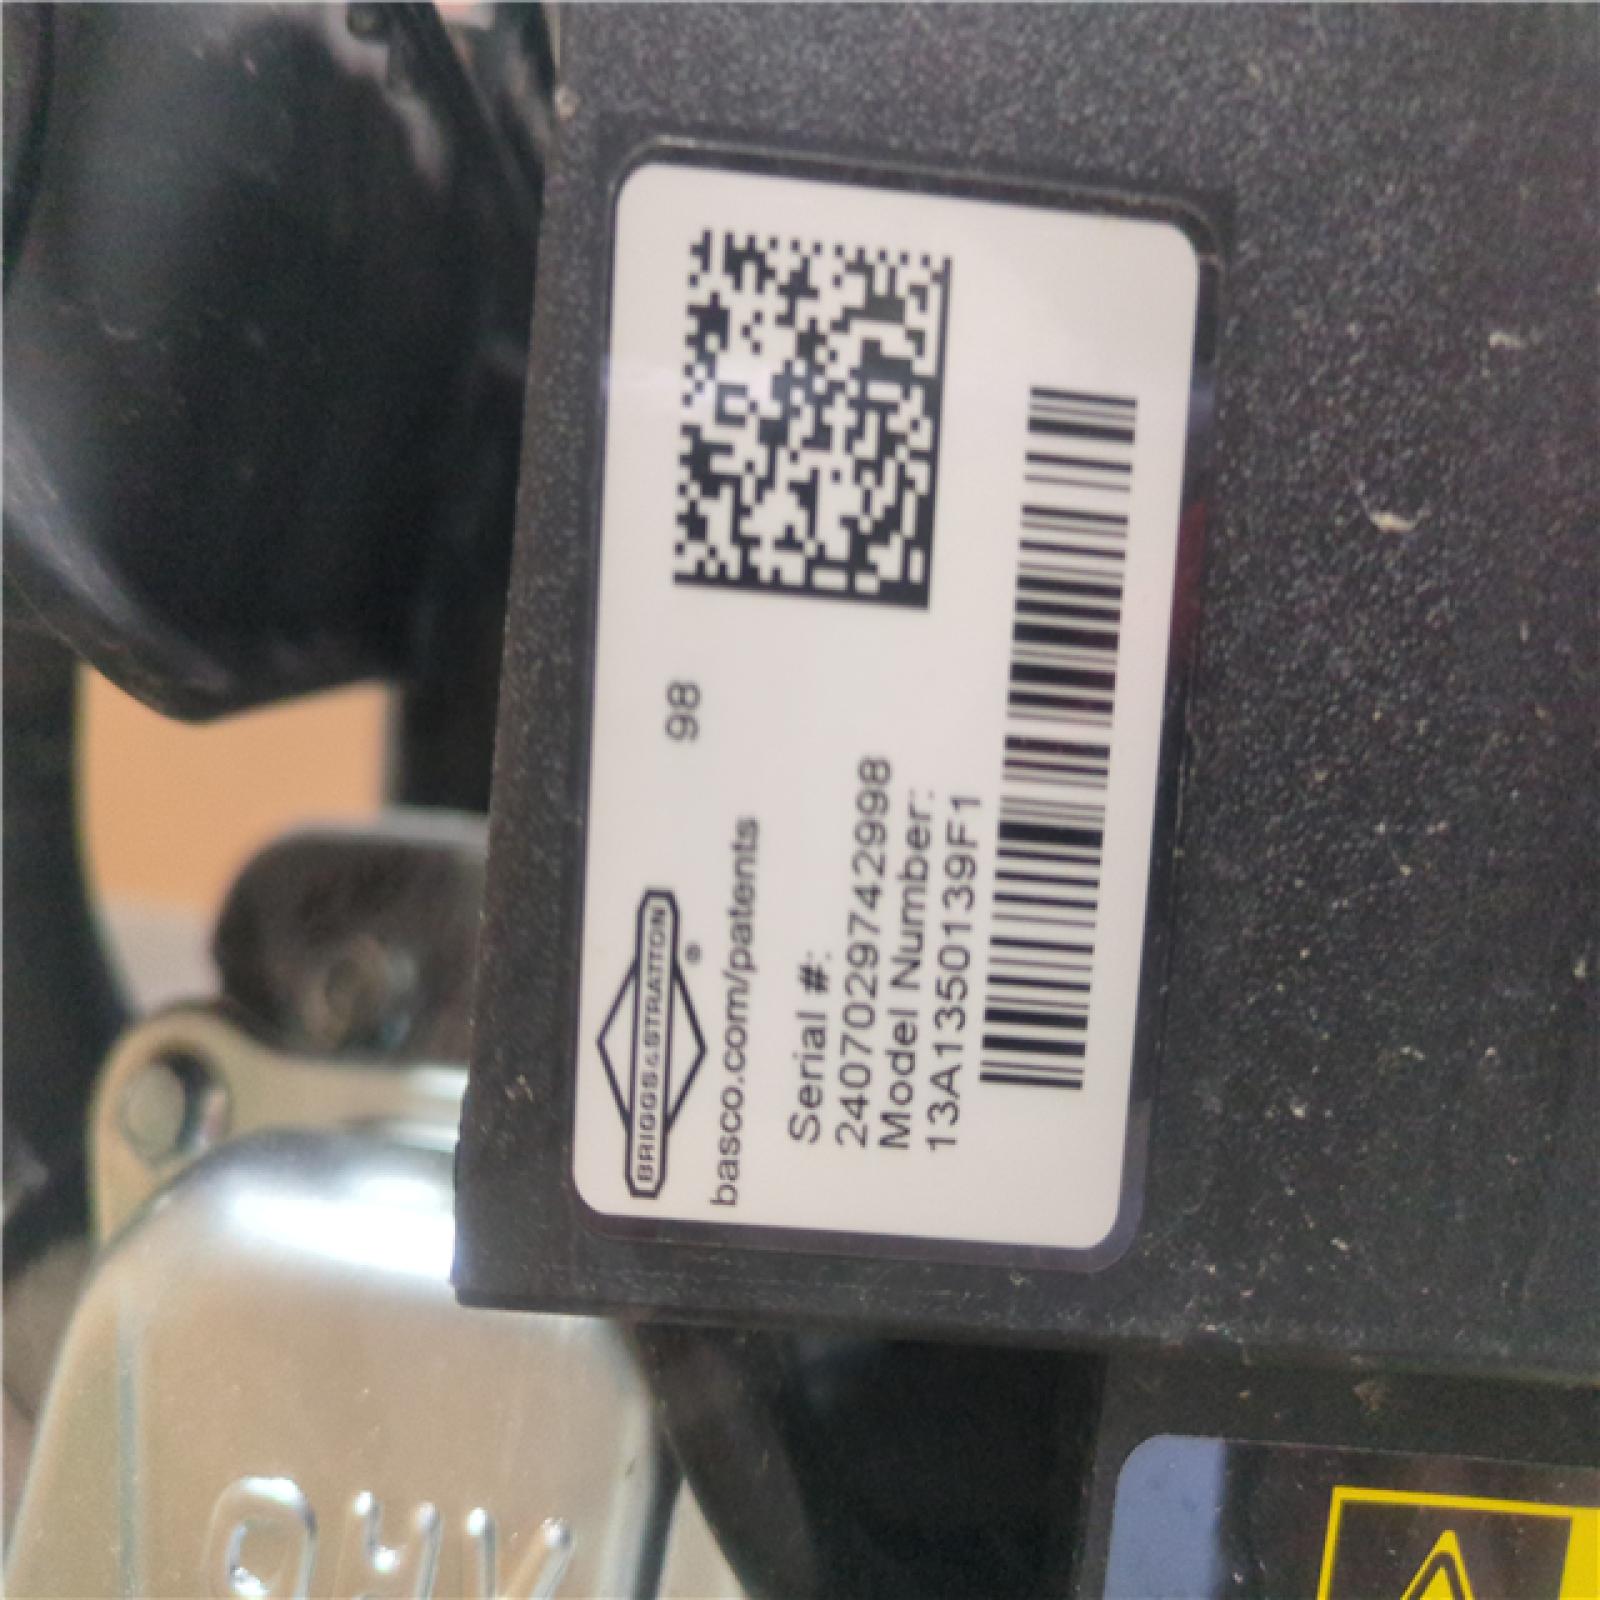 BRIGGS & STRATTON
®
98
basco.com/patents
Serial #:
2407029742998
Model Number:
13A1350139F1
OHV